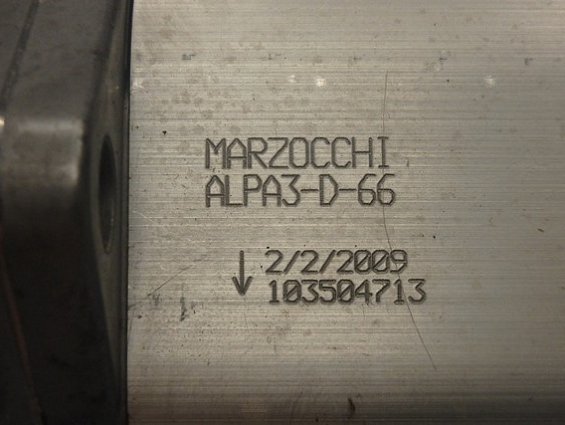 MARZOCCHI
ALPA3-D-66
↓ 2/2/2009
103504713